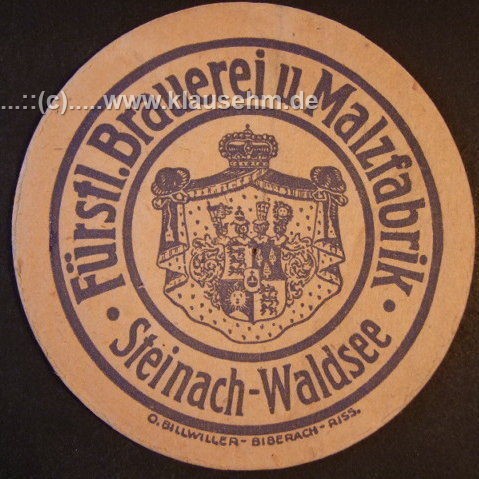 ...::(c).....www.klausehm.de
Fürstl. Brauerei u. Malzfabrik
• Steinach-Waldsee •
O. BILLWILLER - BIBERACH - RISS.